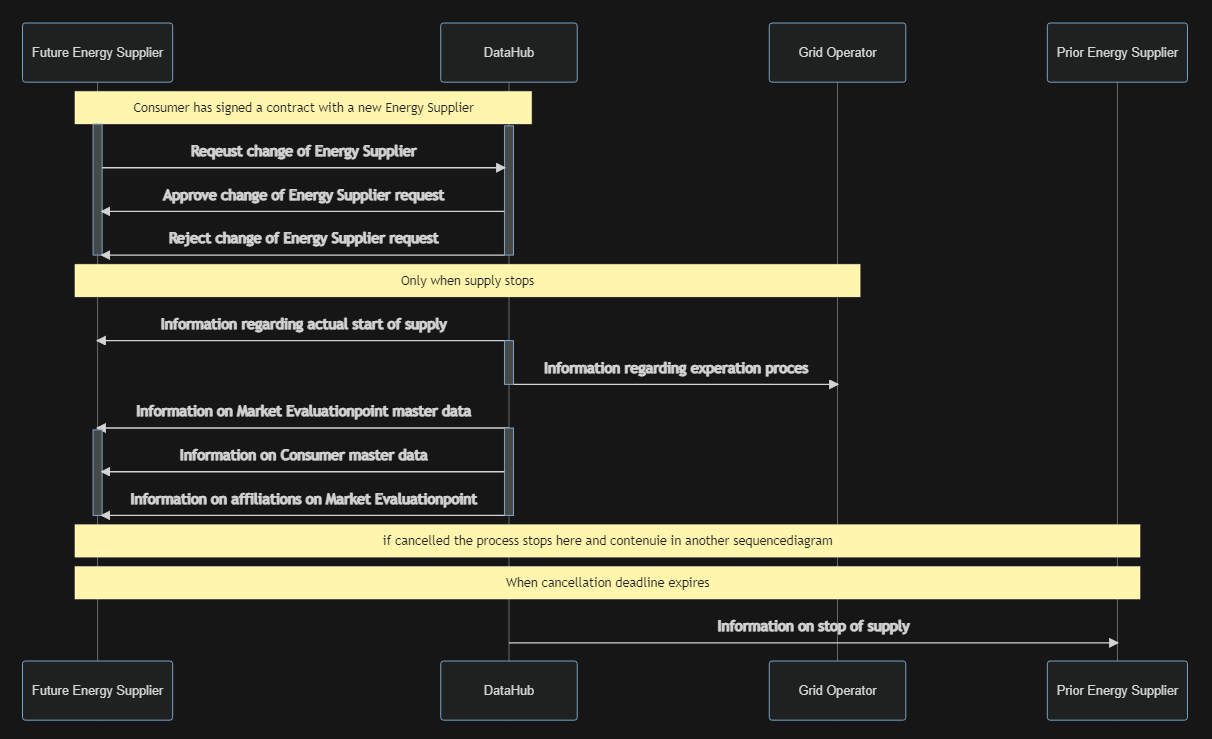 Future Energy Supplier
DataHub
Grid Operator
Prior Energy Supplier
Consumer has signed a contract with a new Energy Supplier
Reqeust change of Energy Supplier
Approve change of Energy Supplier request
Reject change of Energy Supplier request
Only when supply stops
Information regarding actual start of supply
Information regarding experation proces
Information on Market Evaluationpoint master data
Information on Consumer master data
Information on affiliations on Market Evaluationpoint
if cancelled the process stops here and contenuie in another sequencediagram
When cancellation deadline expires
Information on stop of supply
Future Energy Supplier
DataHub
Grid Operator
Prior Energy Supplier